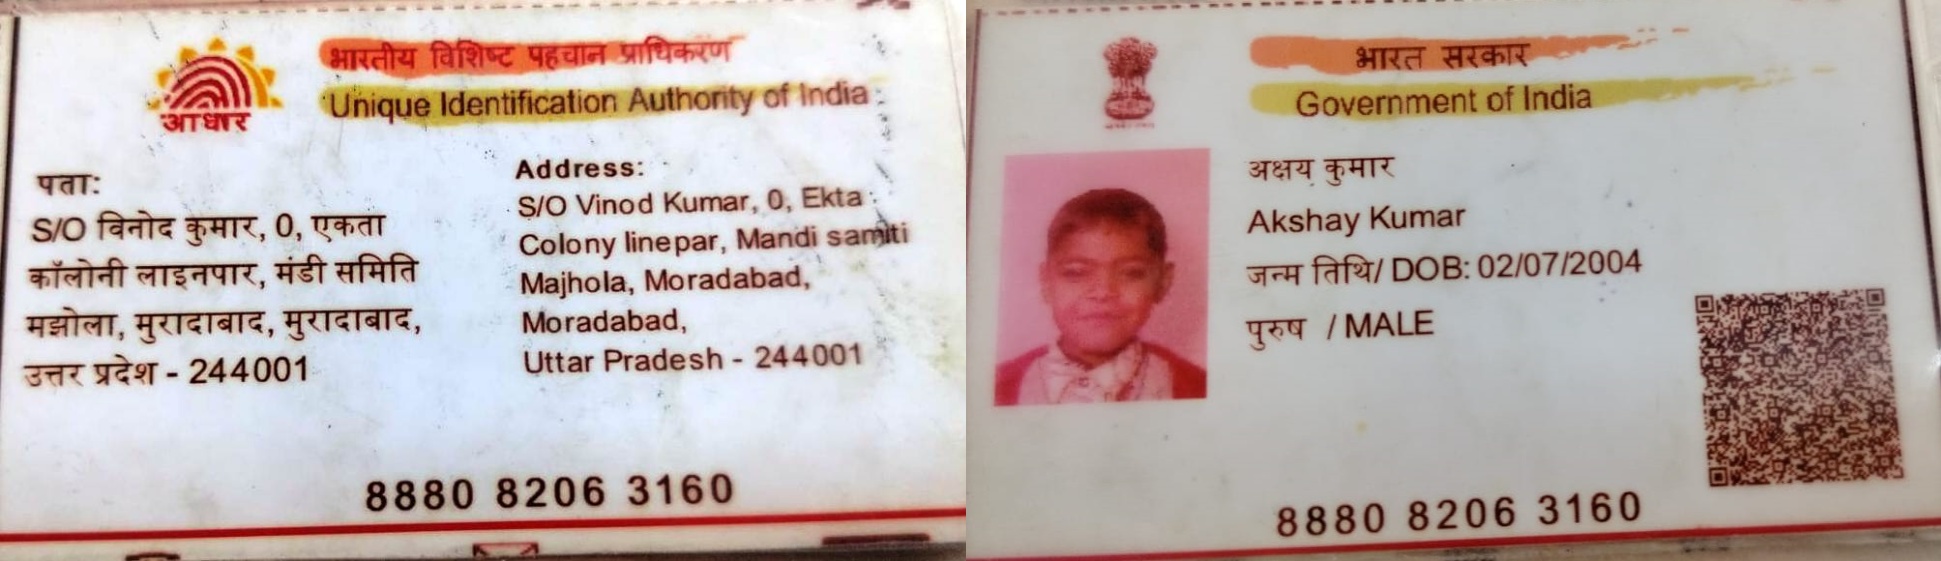 भारतीय विशिष्ट पहचान प्राधिकरण
Unique Identification Authority of India
आधार
पता:
S/O विनोद कुमार, 0, एकता
कॉलोनी लाइनपार, मंडी समिति
मझोला, मुरादाबाद, मुरादाबाद,
उत्तर प्रदेश - 244001
Address:
S/O Vinod Kumar, 0, Ekta
Colony linepar, Mandi samiti
Majhola, Moradabad,
Moradabad,
Uttar Pradesh - 244001
8880 8206 3160
भारत सरकार
Government of India
अक्षय कुमार
Akshay Kumar
जन्म तिथि/ DOB: 02/07/2004
पुरुष / MALE
8880 8206 3160